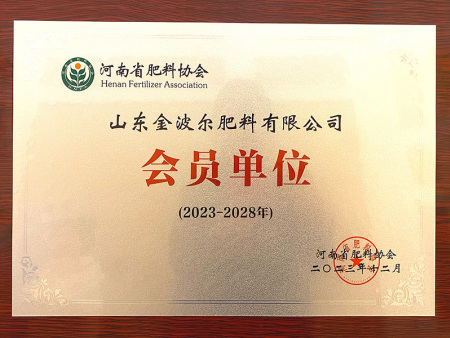 河南省肥料协会
Henan Fertilizer Association
山东金波尔肥料有限公司
会员单位
(2023-2028年)
河南省肥料协会
二〇二三年十二月